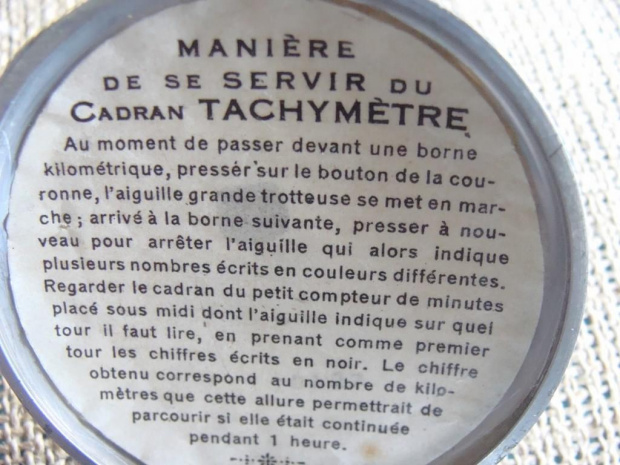 MANIÈRE
DE SE SERVIR DU
CADRAN TACHYMÈTRE
Au moment de passer devant une borne
kilométrique, presser sur le bouton de la cou-
ronne, l'aiguille grande trotteuse se met en mar-
che ; arrivé à la borne suivante, presser à nou-
veau pour arrêter l'aiguille qui alors indique
plusieurs nombres écrits en couleurs différentes.
Regarder le cadran du petit compteur de minutes
placé sous midi dont l'aiguille indique sur quel
tour il faut lire, en prenant comme premier
tour les chiffres écrits en noir. Le chiffre
obtenu correspond au nombre de kilo-
mètres que cette allure permettrait de
parcourir si elle était continuée
pendant 1 heure.